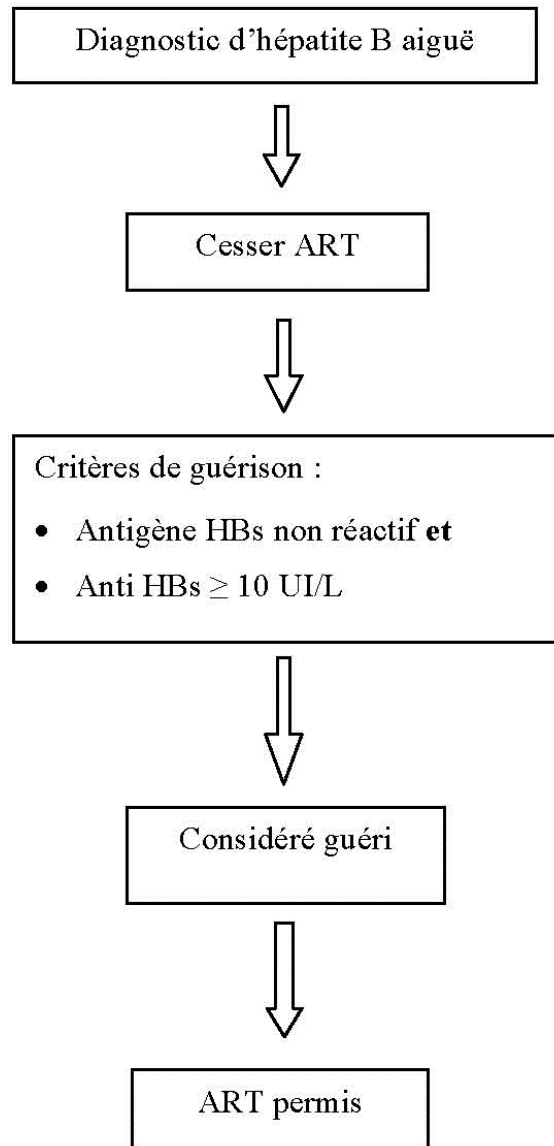 Diagnostic d’hépatite B aiguë
Cesser ART
Critères de guérison :
• Antigène HBs non réactif et
• Anti HBs ≥ 10 UI/L
Considéré guéri
ART permis